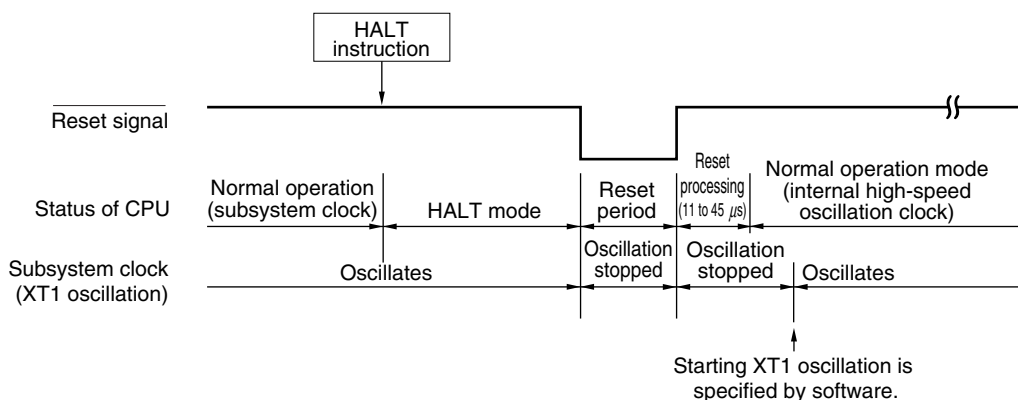 HALT
instruction
Reset signal
Status of CPU
Normal operation
(subsystem clock)
HALT mode
Reset
period
Reset
processing
(11 to 45 μs)
Normal operation mode
(internal high-speed
oscillation clock)
Subsystem clock
(XT1 oscillation)
Oscillates
Oscillation
stopped
Oscillation
stopped
Oscillates
Starting XT1 oscillation is
specified by software.